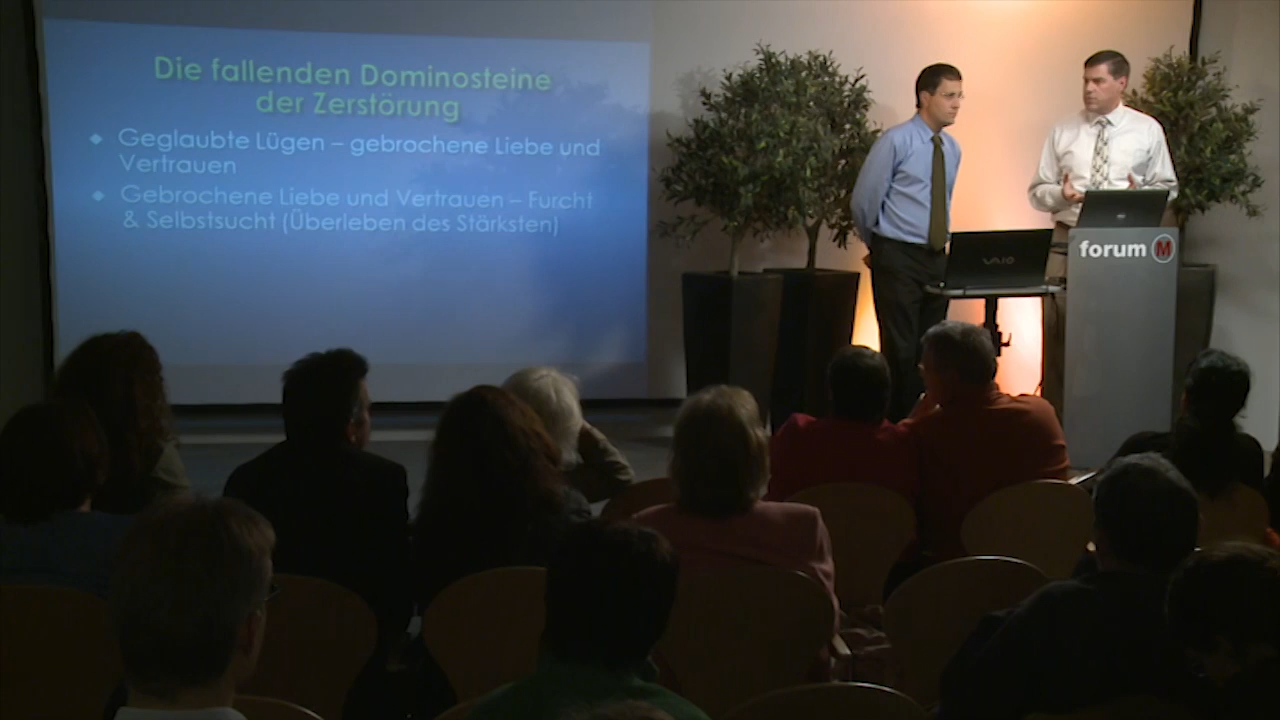 Die fallenden Dominosteine
der Zerstörung
Geglaubte Lügen – gebrochene Liebe und
Vertrauen
Gebrochene Liebe und Vertrauen – Furcht
& Selbstsucht (Überleben des Stärksten)
VAIO
forum M